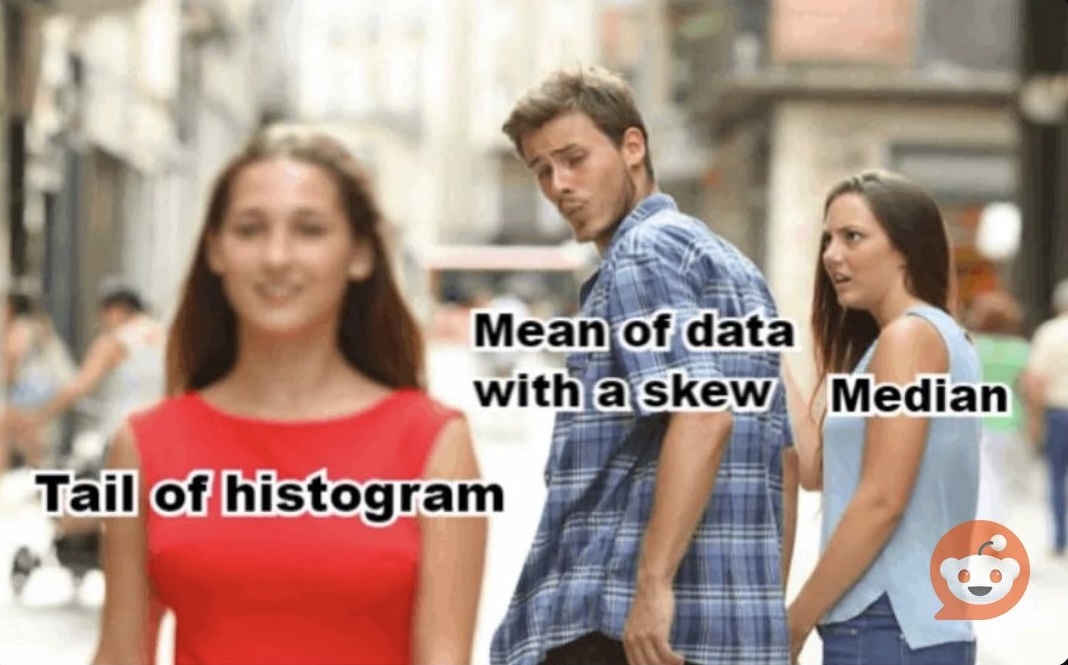 Tail of histogram
Mean of data
with a skew
Median